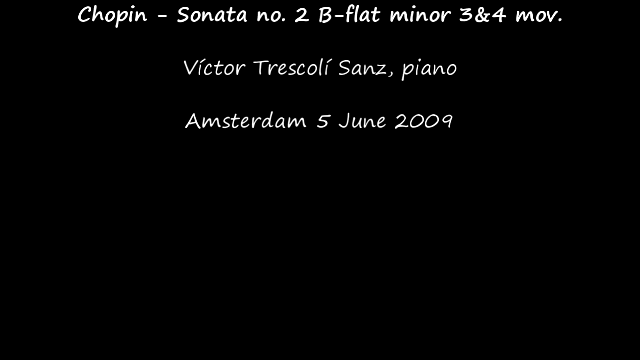 Chopin - Sonata no. 2 B-flat minor 3&4 mov.
Víctor Trescolí Sanz, piano
Amsterdam 5 June 2009